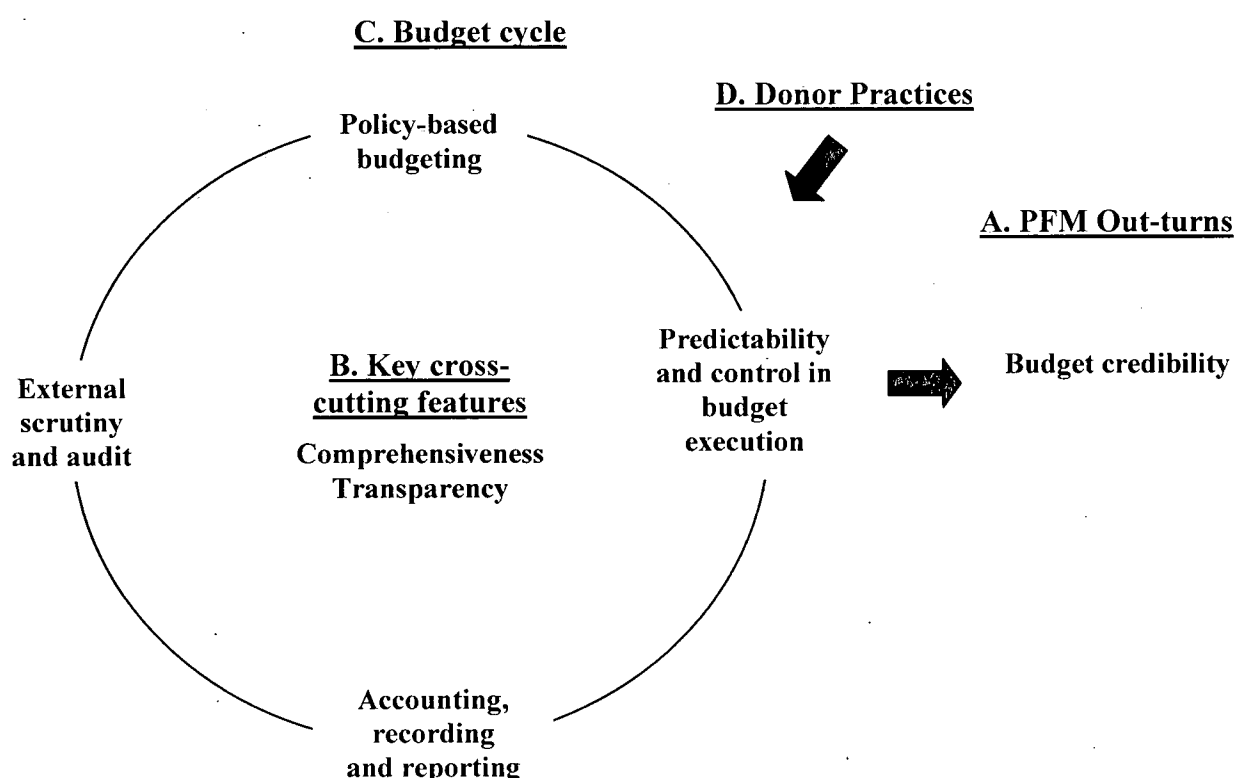 C. Budget cycle
D. Donor Practices
Policy-based
budgeting
A. PFM Out-turns
Predictability
and control in
budget
execution
Budget credibility
B. Key cross-
cutting features
Comprehensiveness
Transparency
External
scrutiny
and audit
Accounting,
recording
and reporting